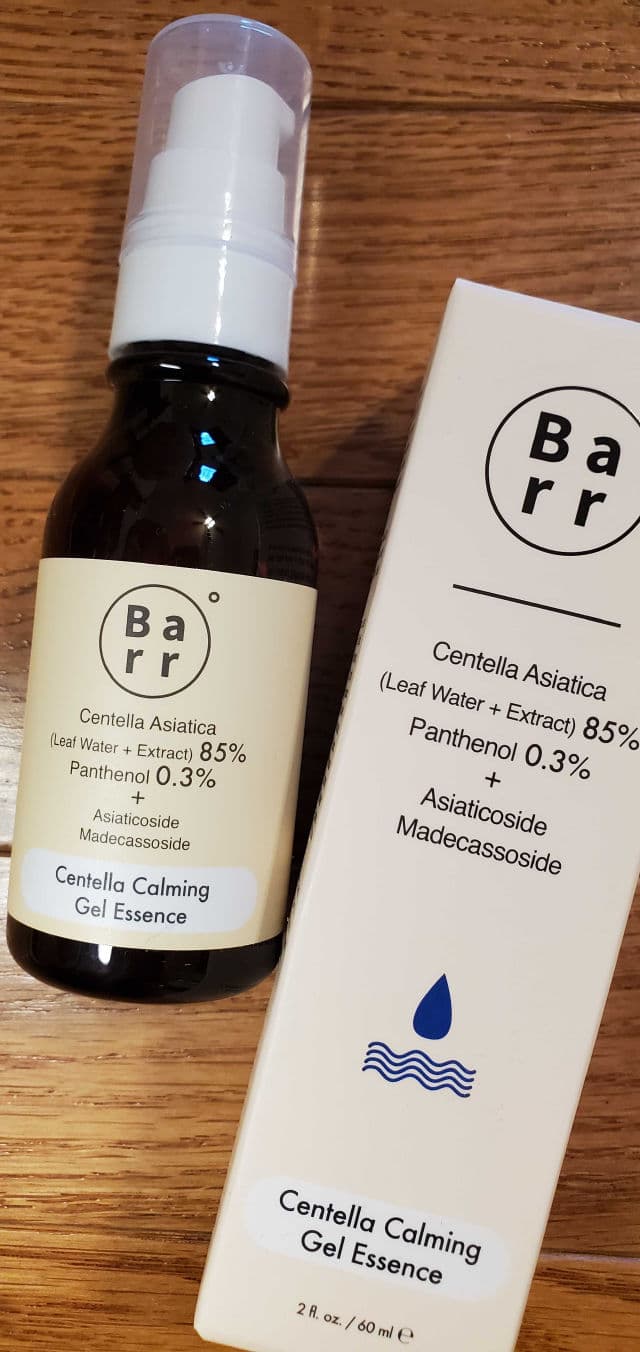 Ba
rr
Centella Asiatica
(Leaf Water + Extract) 85%
Panthenol 0.3%
+
Asiaticoside
Madecassoside
Centella Calming
Gel Essence
Ba
rr
Centella Asiatica
(Leaf Water + Extract) 85%
Panthenol 0.3%
+
Asiaticoside
Madecassoside
Centella Calming
Gel Essence
2 fl. oz. / 60 ml ℮